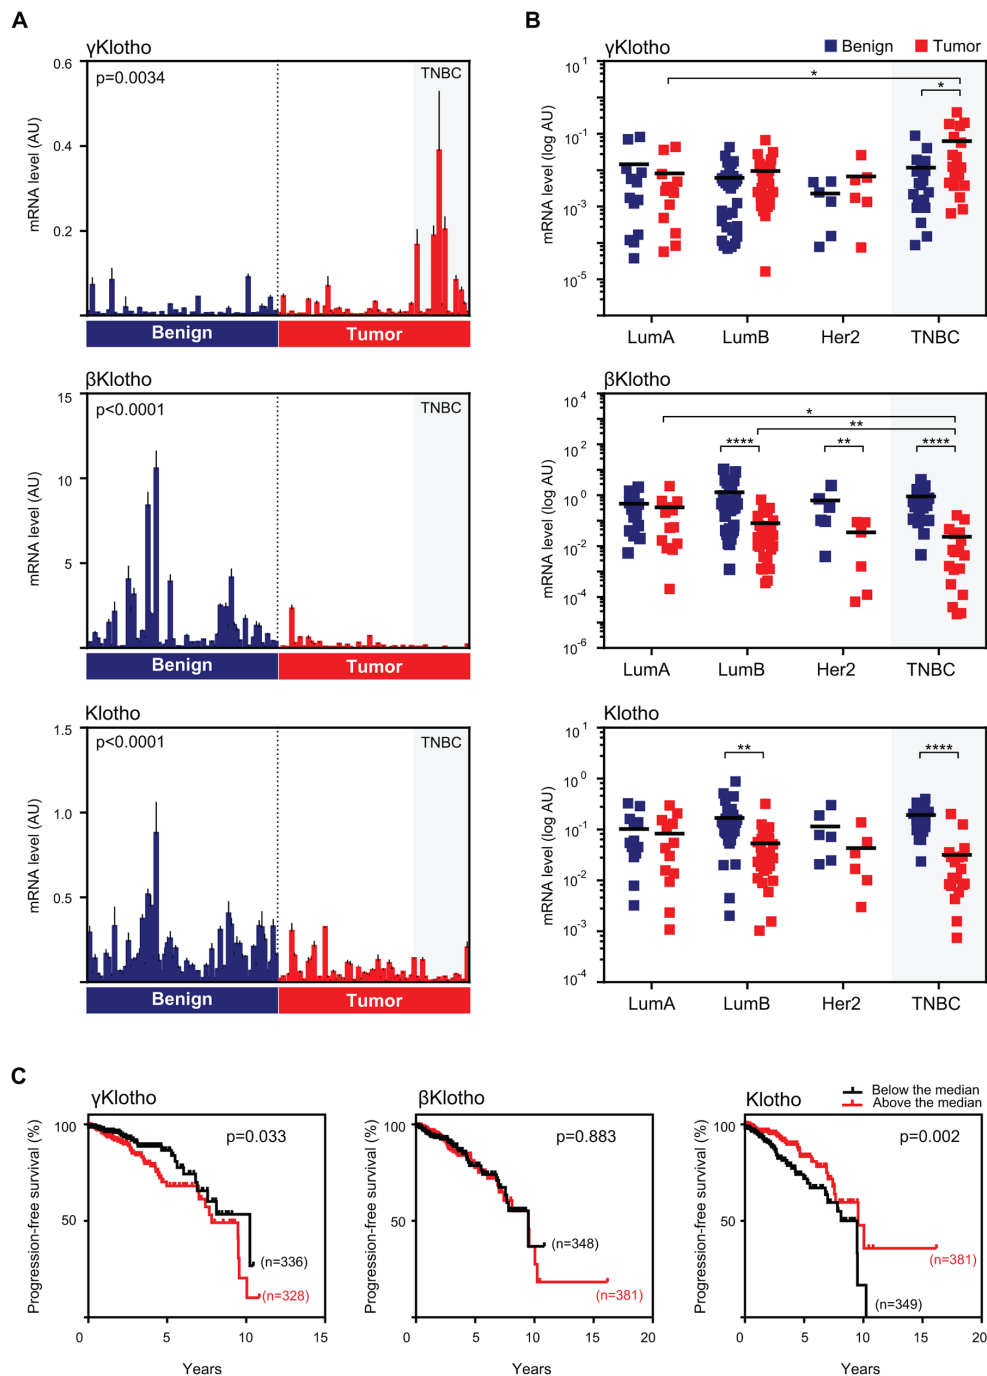 A
γKlotho
0.6
p=0.0034
TNBC
0.4
0.2
mRNA level (AU)
Benign
Tumor
βKlotho
15
p<0.0001
TNBC
10
5
mRNA level (AU)
Benign
Tumor
Klotho
1.5
p<0.0001
TNBC
1.0
0.5
mRNA level (AU)
Benign
Tumor
B
γKlotho
Benign
Tumor
10^1
10^-1
10^-3
10^-5
mRNA level (log AU)
*
*
LumA
LumB
Her2
TNBC
βKlotho
10^4
10^2
10^0
10^-2
10^-4
10^-6
mRNA level (log AU)
*
**
****
**
****
LumA
LumB
Her2
TNBC
Klotho
10^1
10^0
10^-1
10^-2
10^-3
10^-4
mRNA level (log AU)
**
****
LumA
LumB
Her2
TNBC
C
γKlotho
100
50
p=0.033
(n=336)
(n=328)
Progression-free survival (%)
0 5 10 15
Years
βKlotho
100
50
p=0.883
(n=348)
(n=381)
Progression-free survival (%)
0 5 10 15 20
Years
Klotho
Below the median
Above the median
100
50
p=0.002
(n=381)
(n=349)
Progression-free survival (%)
0 5 10 15 20
Years